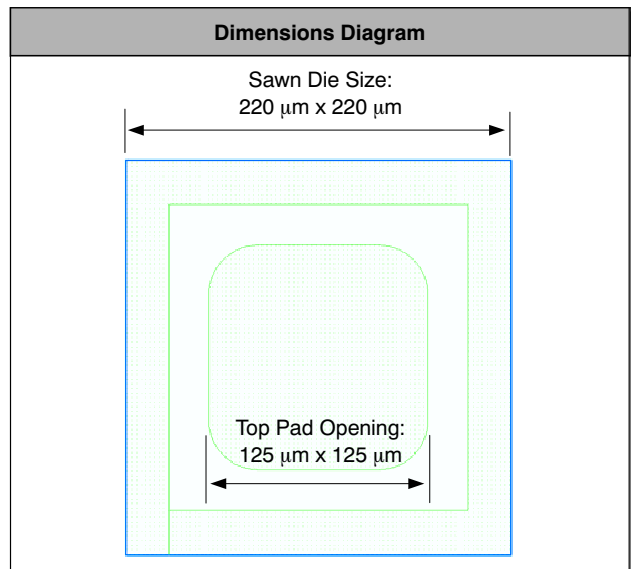 Dimensions Diagram
Sawn Die Size:
220 μm x 220 μm
Top Pad Opening:
125 μm x 125 μm